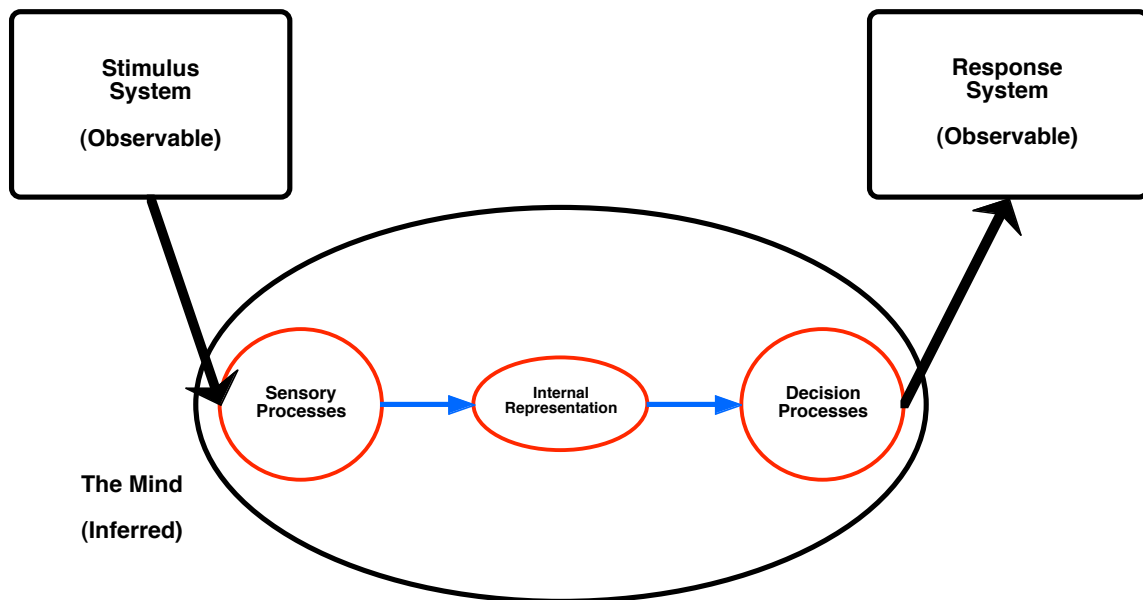 Stimulus
System
(Observable)
Response
System
(Observable)
Sensory
Processes
Internal
Representation
Decision
Processes
The Mind
(Inferred)